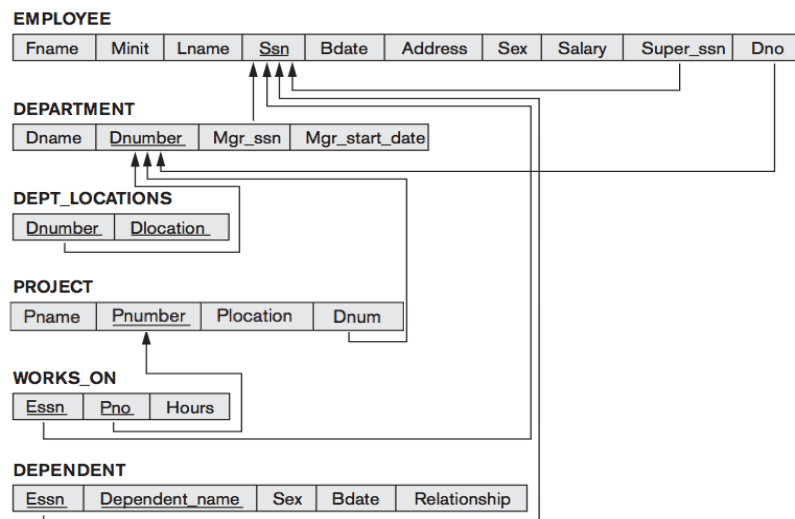 EMPLOYEE
Fname Minit Lname Ssn Bdate Address Sex Salary Super_ssn Dno
DEPARTMENT
Dname Dnumber Mgr_ssn Mgr_start_date
DEPT_LOCATIONS
Dnumber Dlocation
PROJECT
Pname Pnumber Plocation Dnum
WORKS_ON
Essn Pno Hours
DEPENDENT
Essn Dependent_name Sex Bdate Relationship